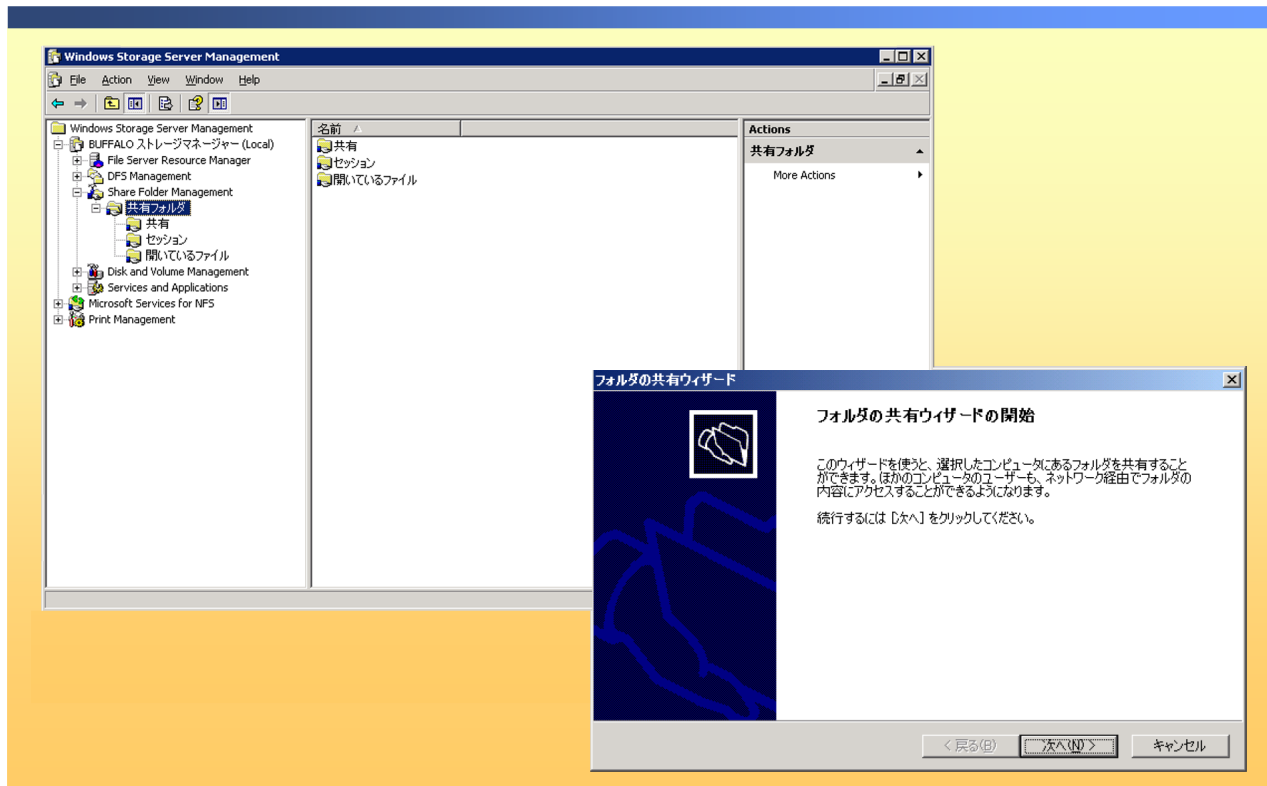 Windows Storage Server Management
File Action View Window Help
Windows Storage Server Management
BUFFALO ストレージマネージャー (Local)
File Server Resource Manager
DFS Management
Share Folder Management
共有フォルダ
共有
セッション
開いているファイル
Disk and Volume Management
Services and Applications
Microsoft Services for NFS
Print Management
名前
共有
セッション
開いているファイル
Actions
共有フォルダ
More Actions
フォルダの共有ウィザード
フォルダの共有ウィザードの開始
このウィザードを使うと、選択したコンピュータにあるフォルダを共有すること
ができます。ほかのコンピュータのユーザーも、ネットワーク経由でフォルダの
内容にアクセスすることができるようになります。
続行するには [次へ] をクリックしてください。
< 戻る(B) 次へ(N) > キャンセル